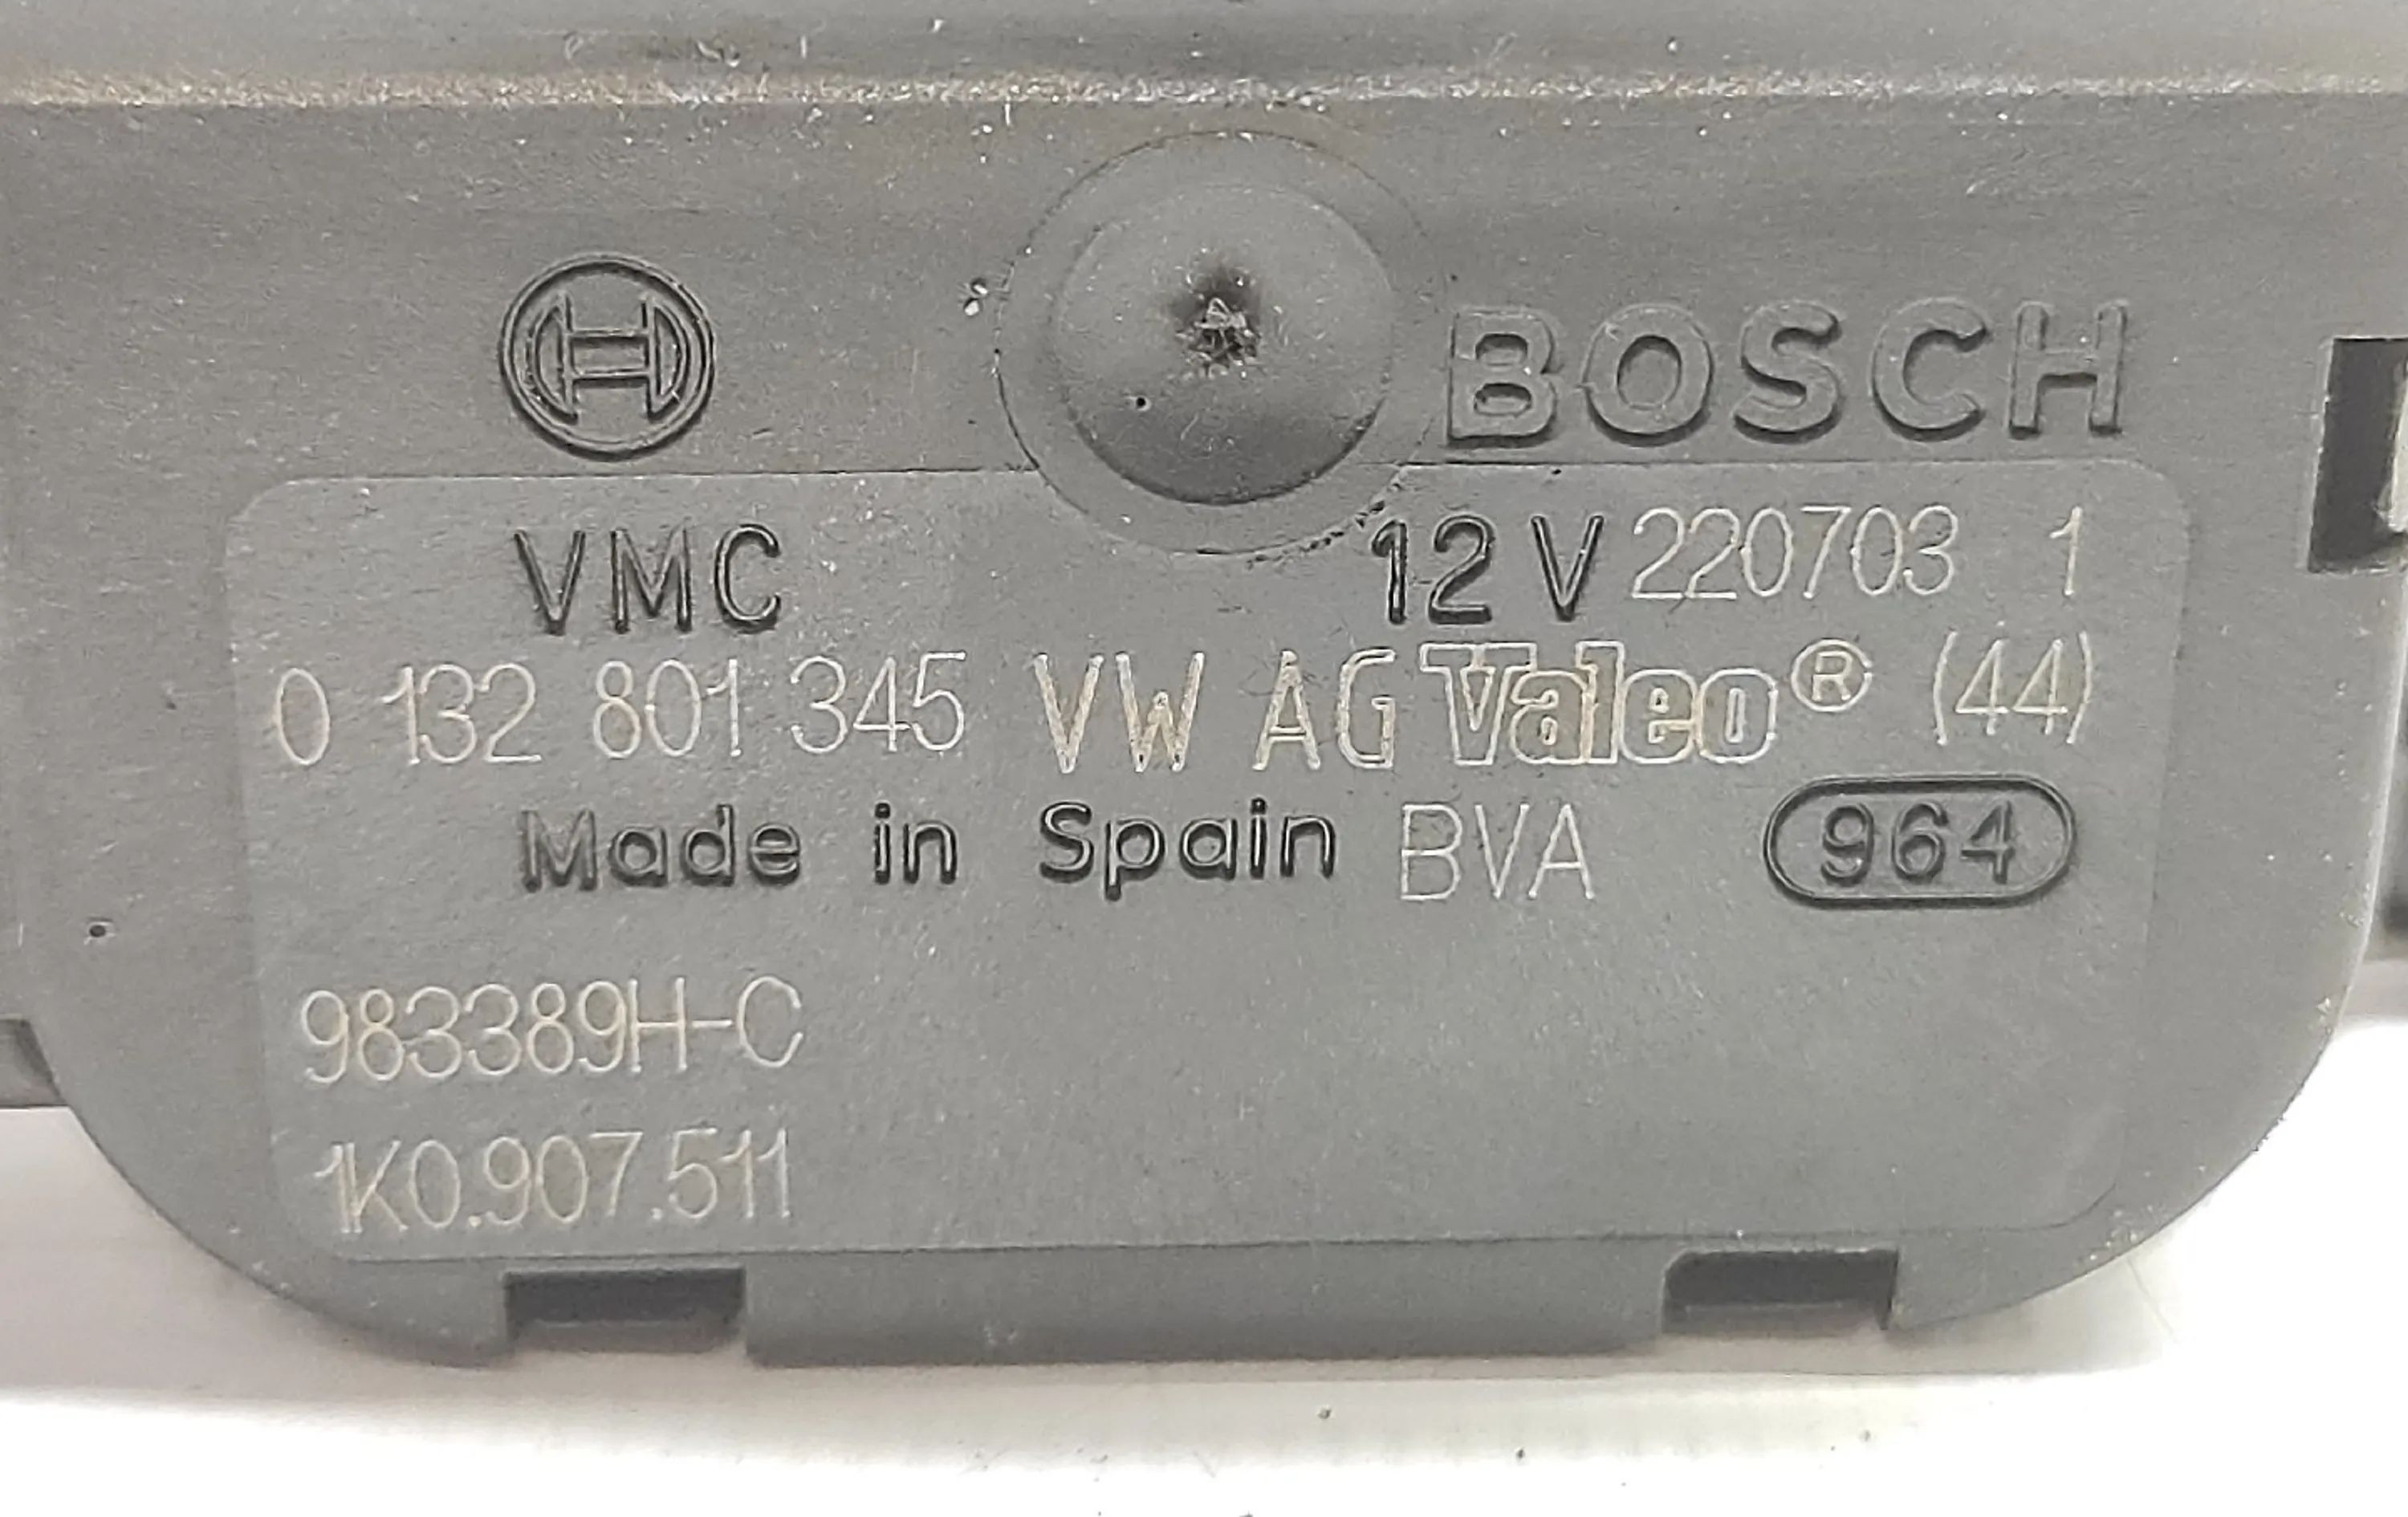 BOSCH
VMC 12 V 220703 1
0 132 801 345 VW AG Valeo® (44)
Made in Spain BVA 964
983389H-C
1K0.907.511